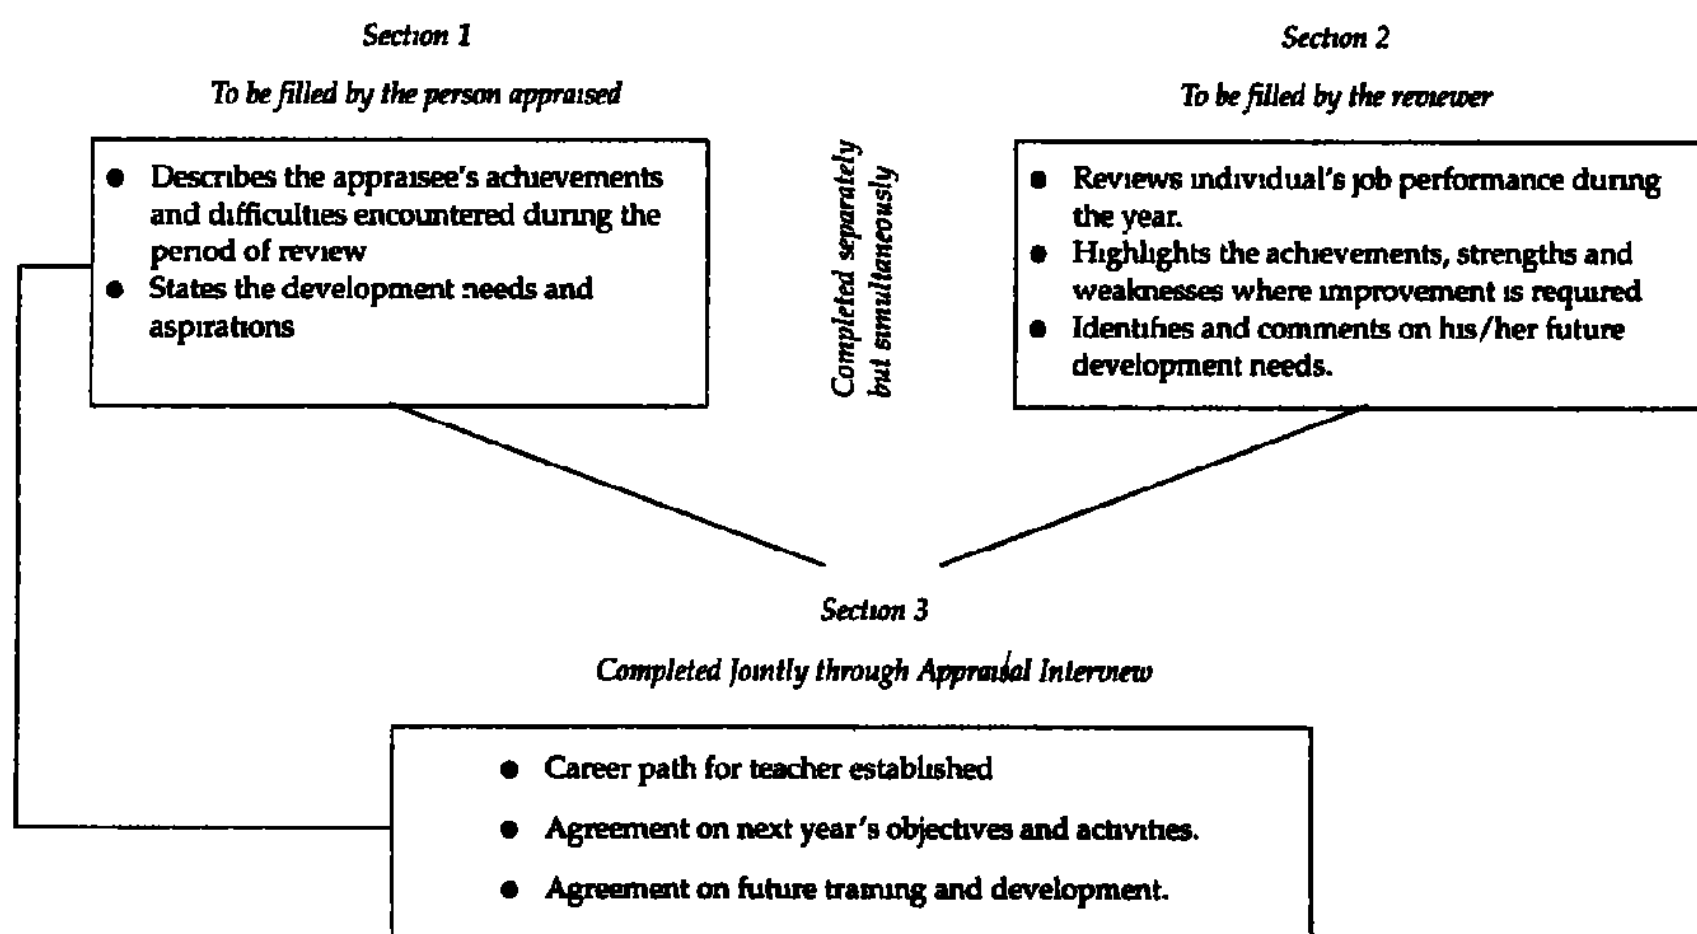 Section 1
To be filled by the person appraised
● Describes the appraisee's achievements
and difficulties encountered during the
period of review
● States the development needs and
aspirations
Completed separately
but simultaneously
Section 2
To be filled by the reviewer
● Reviews individual's job performance during
the year.
● Highlights the achievements, strengths and
weaknesses where improvement is required
● Identifies and comments on his/her future
development needs.
Section 3
Completed Jointly through Appraisal Interview
● Career path for teacher established
● Agreement on next year's objectives and activities.
● Agreement on future training and development.